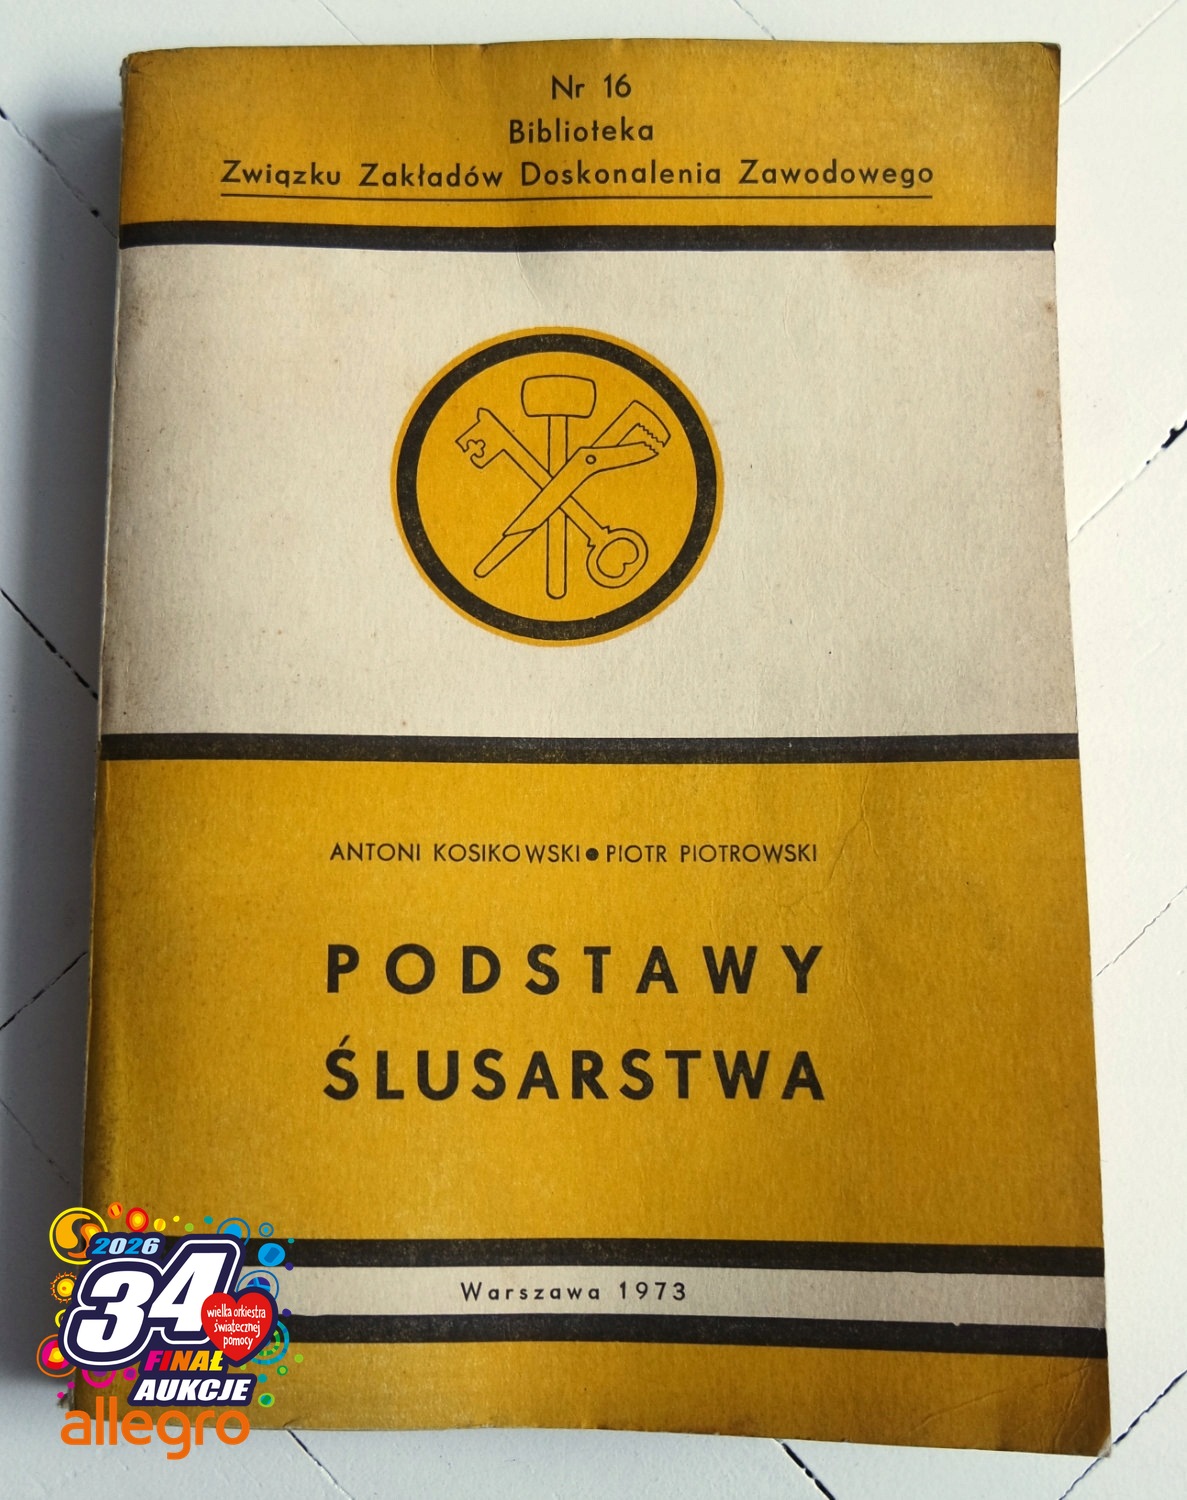 Nr 16
Biblioteka
Związku Zakładów Doskonalenia Zawodowego
ANTONI KOSIKOWSKI • PIOTR PIOTROWSKI
PODSTAWY
ŚLUSARSTWA
Warszawa 1973
2026
34
wielka orkiestra
świątecznej
pomocy
FINAŁ
AUKCJE
allegro